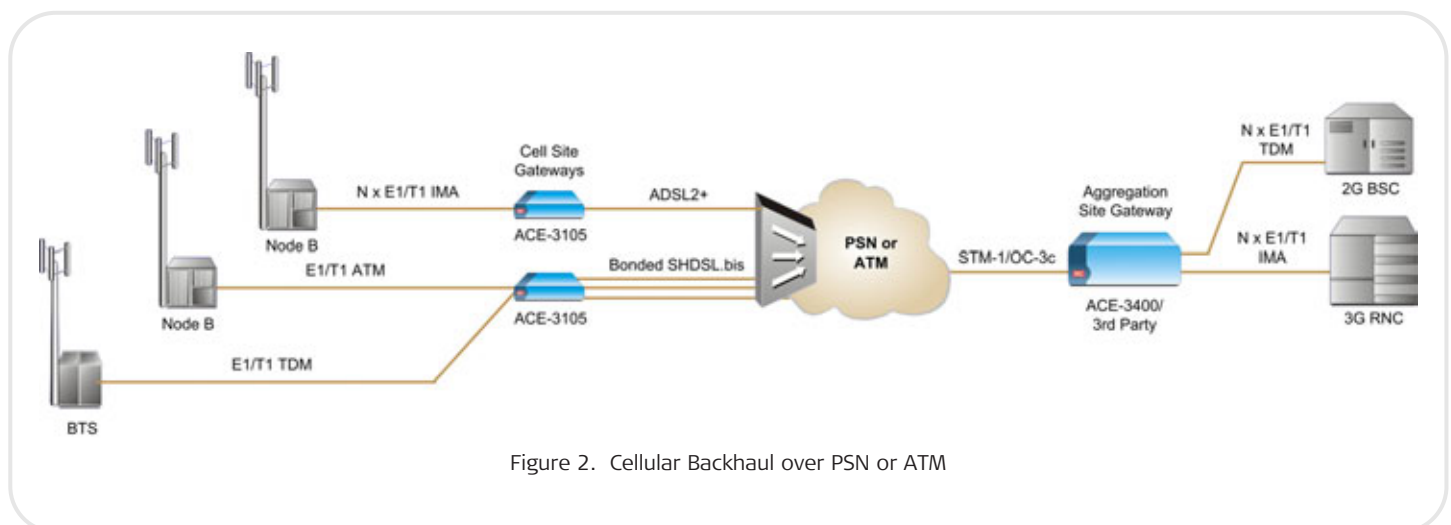 N x E1/T1 IMA
Node B
Cell Site
Gateways
ACE-3105
ADSL2+
E1/T1 ATM
Node B
Bonded SHDSL.bis
ACE-3105
E1/T1 TDM
BTS
PSN or
ATM
STM-1/OC-3c
Aggregation
Site Gateway
ACE-3400/
3rd Party
N x E1/T1
TDM
2G BSC
N x E1/T1
IMA
3G RNC
Figure 2. Cellular Backhaul over PSN or ATM